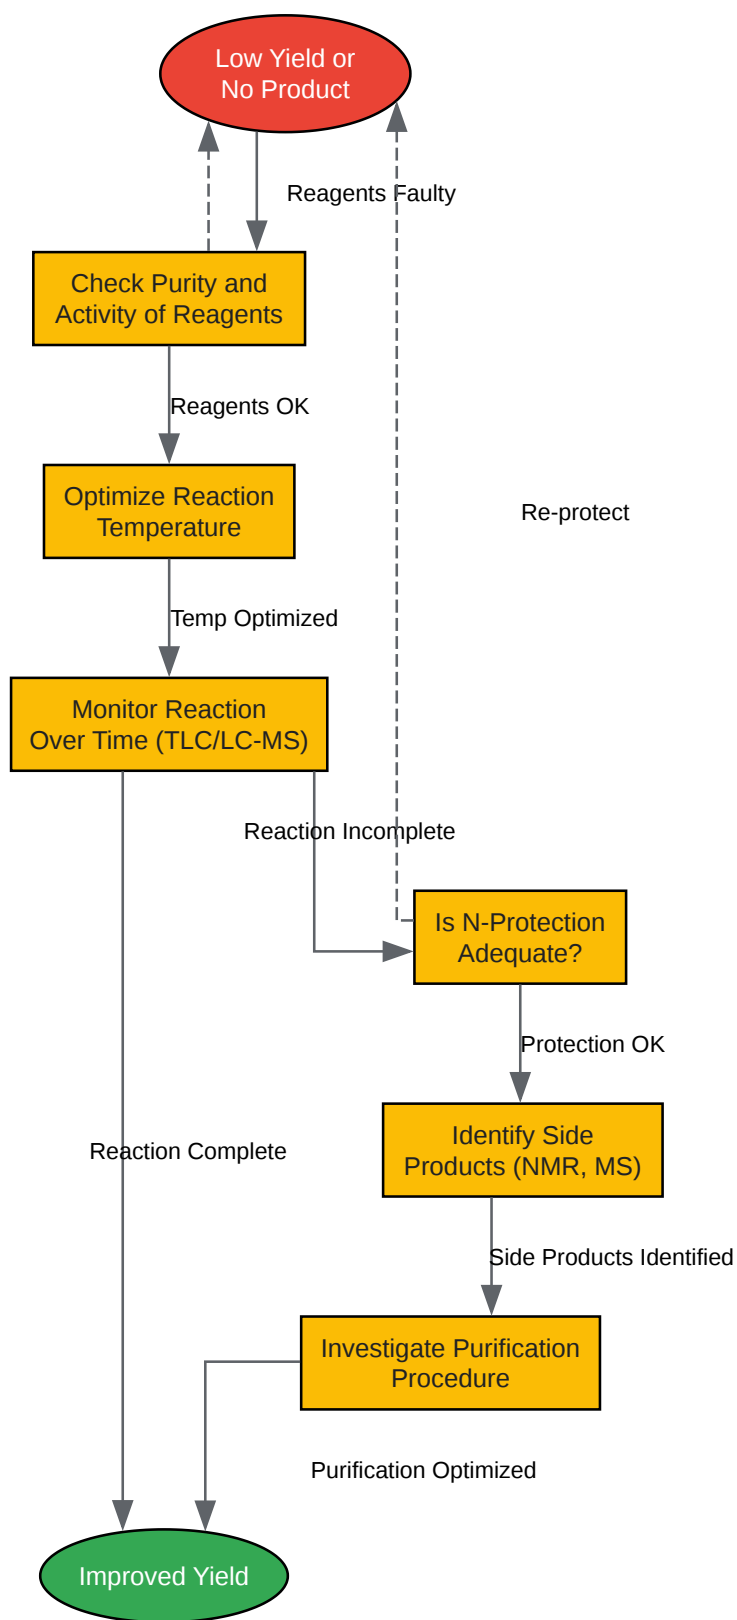 Low Yield or
No Product
Reagents Faulty
Check Purity and
Activity of Reagents
Reagents OK
Optimize Reaction
Temperature
Re-protect
Temp Optimized
Monitor Reaction
Over Time (TLC/LC-MS)
Reaction Incomplete
Is N-Protection
Adequate?
Protection OK
Identify Side
Products (NMR, MS)
Reaction Complete
Side Products Identified
Investigate Purification
Procedure
Purification Optimized
Improved Yield